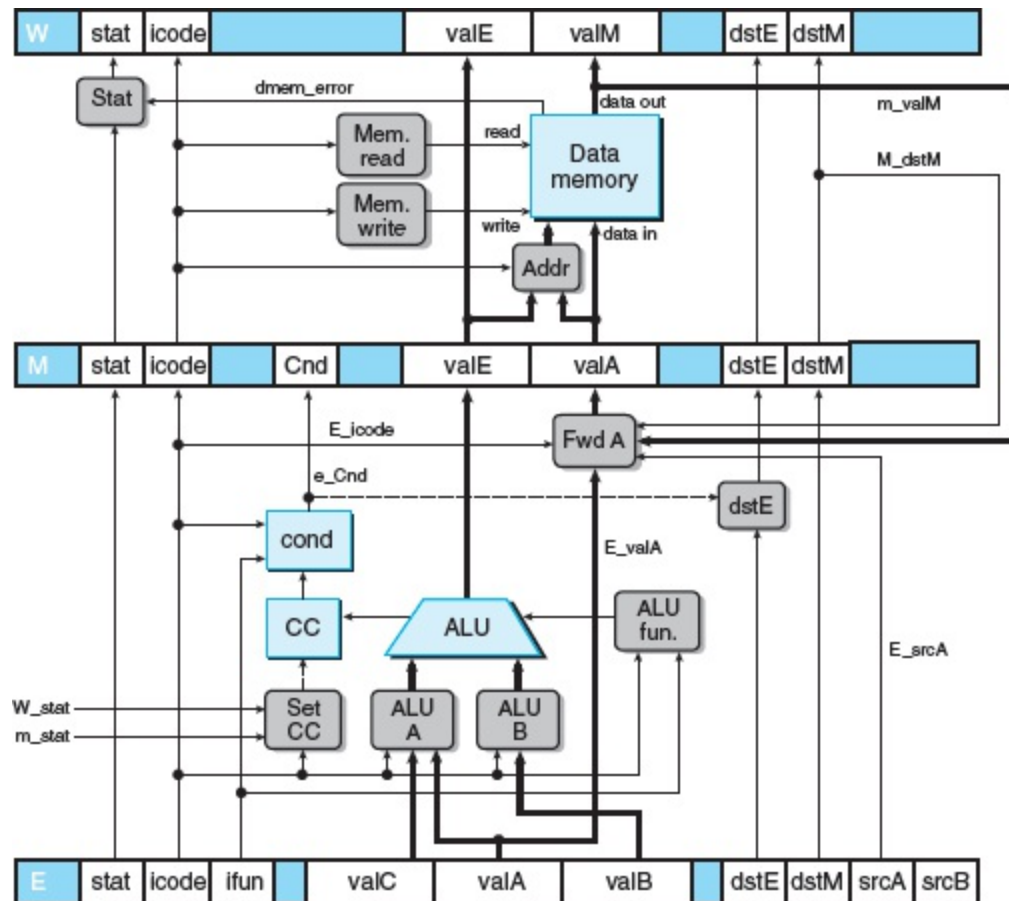 W stat icode valE valM dstE dstM
Stat
dmem_error
data out
m_valM
Mem.
read
read
Data
memory
M_dstM
Mem.
write
write
data in
Addr
M stat icode Cnd valE valA dstE dstM
E_icode
Fwd A
e_Cnd
dstE
cond
E_valA
CC
ALU
ALU
fun.
E_srcA
W_stat
m_stat
Set
CC
ALU
A
ALU
B
E stat icode ifun valC valA valB dstE dstM srcA srcB